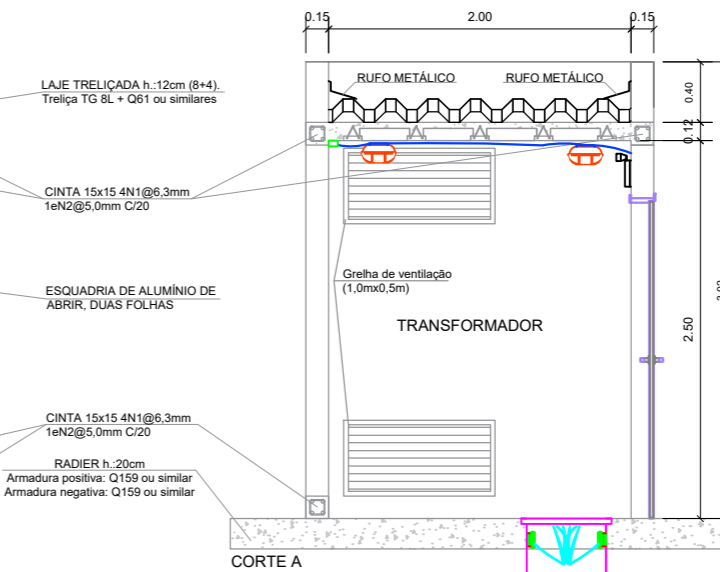 0.15
2.00
0.15
LAJE TRELIÇADA h.:12cm (8+4).
Treliça TG 8L + Q61 ou similares
RUFO METÁLICO
RUFO METÁLICO
0.40
0.12
CINTA 15x15 4N1@6,3mm
1eN2@5,0mm C/20
Grelha de ventilação
(1,0mx0,5m)
ESQUADRIA DE ALUMÍNIO DE
ABRIR, DUAS FOLHAS
TRANSFORMADOR
2.50
CINTA 15x15 4N1@6,3mm
1eN2@5,0mm C/20
RADIER h.:20cm
Armadura positiva: Q159 ou similar
Armadura negativa: Q159 ou similar
CORTE A